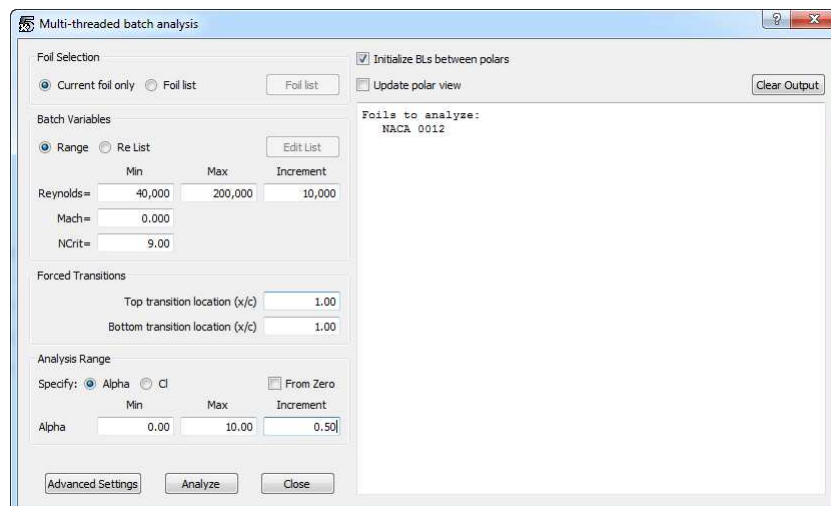 Multi-threaded batch analysis
Foil Selection
Current foil only Foil list Foil list
Batch Variables
Range Re List Edit List
Min Max Increment
Reynolds= 40,000 200,000 10,000
Mach= 0.000
NCrit= 9.00
Forced Transitions
Top transition location (x/c) 1.00
Bottom transition location (x/c) 1.00
Analysis Range
Specify: Alpha Cl From Zero
Min Max Increment
Alpha 0.00 10.00 0.50
Advanced Settings Analyze Close
Initialize BLs between polars
Update polar view Clear Output
Foils to analyze:
NACA 0012